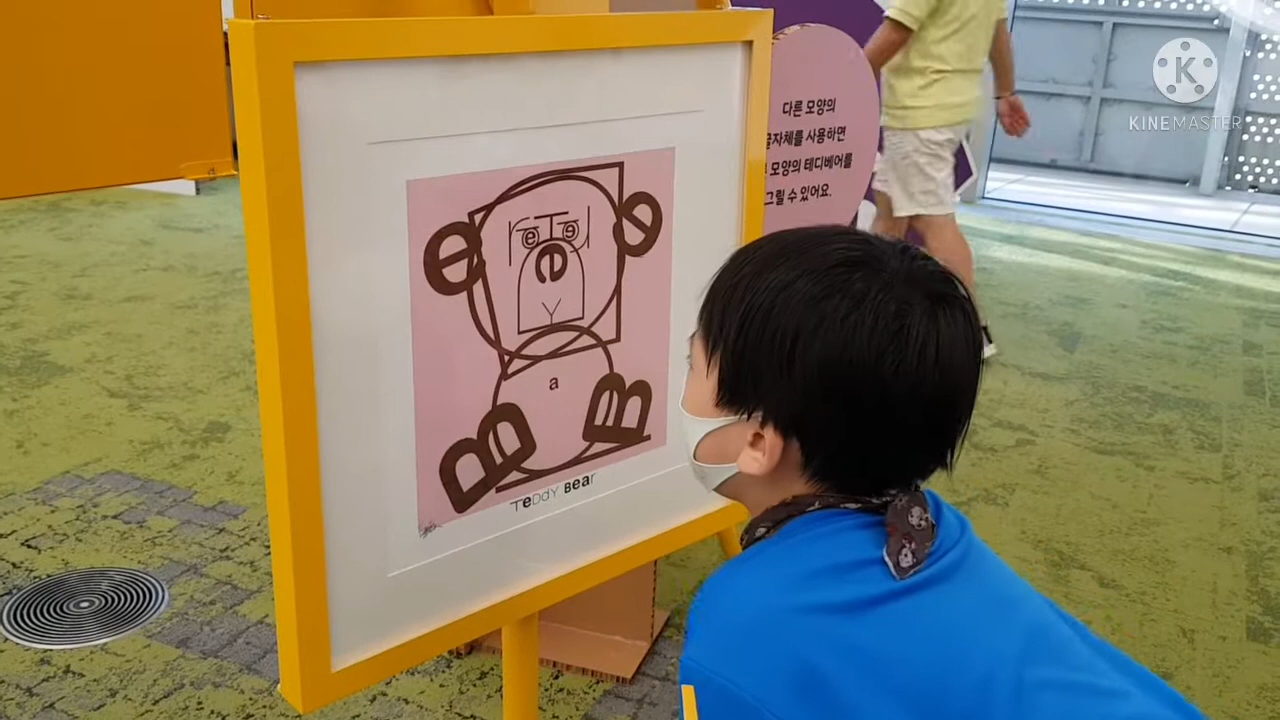 K
KINEMASTER
다른 모양의
글자체를 사용하면
모양의 테디베어를
그릴 수 있어요.
e e
reTel
e
Y
a
B B
TeDDY Bear